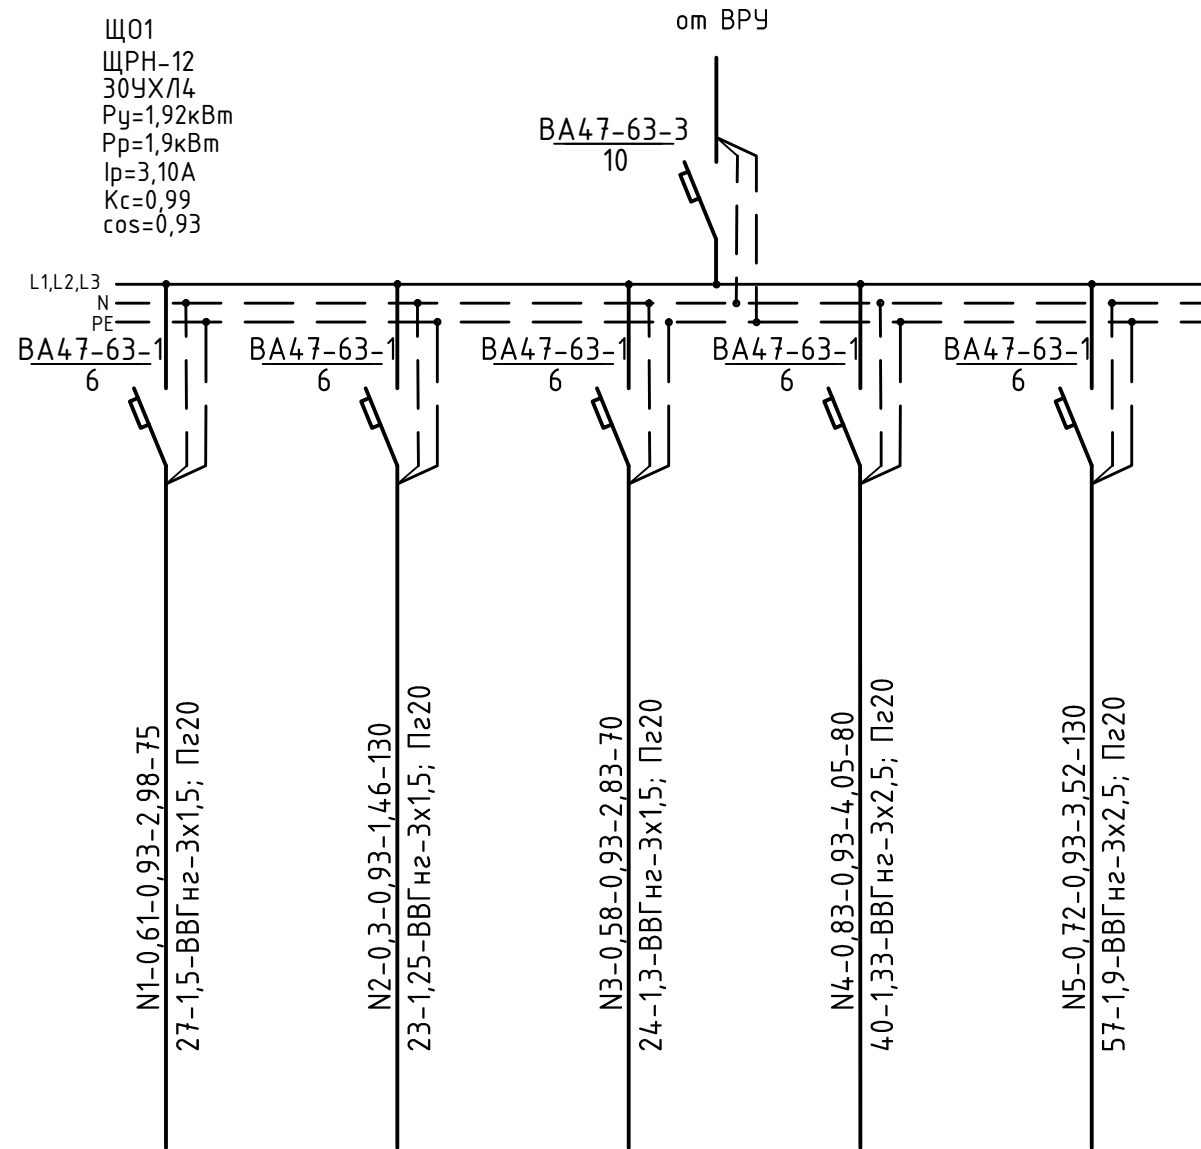 ЩО1
ЩРН-12
ЗОУХЛ4
Ру=1,92кВт
Рр=1,9кВт
Iр=3,10А
Кс=0,99
cos=0,93
от ВРУ
ВА47-63-3
10
L1,L2,L3
N
PE
ВА47-63-1
6
ВА47-63-1
6
ВА47-63-1
6
ВА47-63-1
6
ВА47-63-1
6
N1-0,61-0,93-2,98-75
27-1,5-ВВГнг-3х1,5; Пг20
N2-0,3-0,93-1,46-130
23-1,25-ВВГнг-3х1,5; Пг20
N3-0,58-0,93-2,83-70
24-1,3-ВВГнг-3х1,5; Пг20
N4-0,83-0,93-4,05-80
40-1,33-ВВГнг-3х2,5; Пг20
N5-0,72-0,93-3,52-130
57-1,9-ВВГнг-3х2,5; Пг20